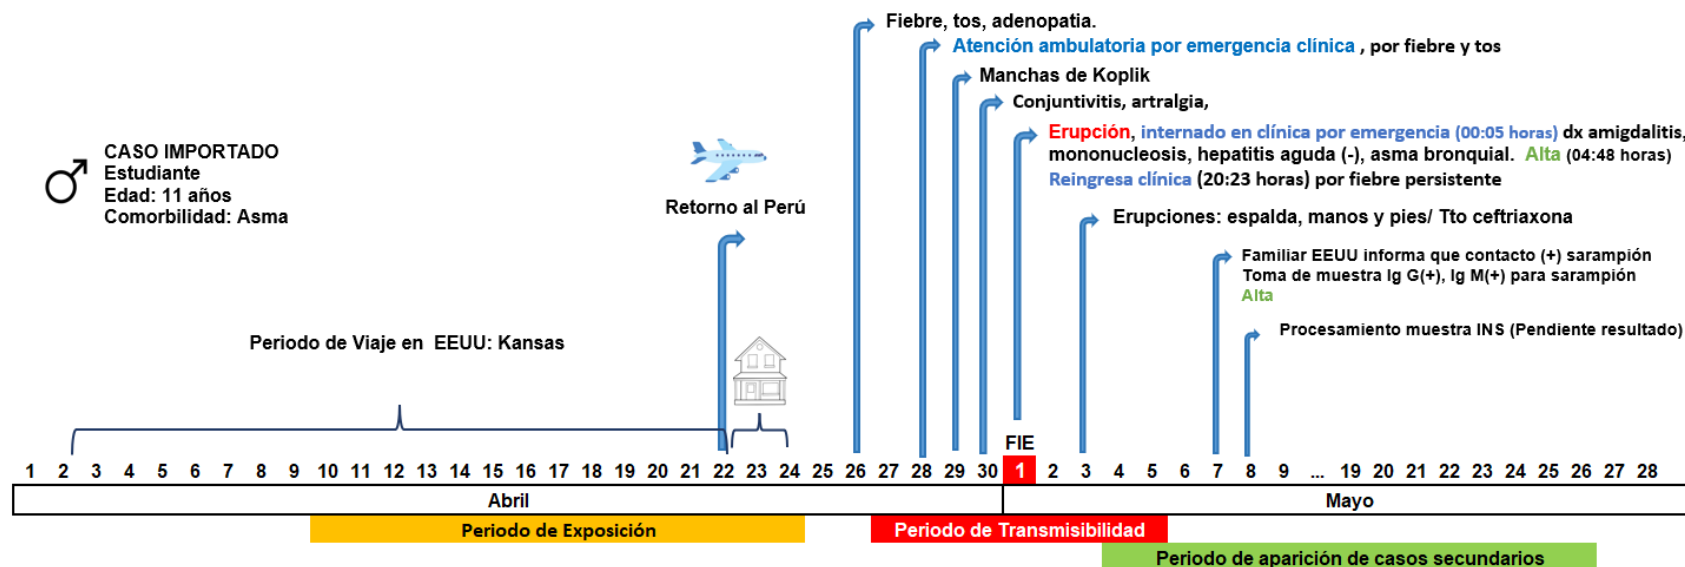 Fiebre, tos, adenopatia.
Atención ambulatoria por emergencia clínica , por fiebre y tos
Manchas de Koplik
Conjuntivitis, artralgia,
Erupción, internado en clínica por emergencia (00:05 horas) dx amigdalitis,
mononucleosis, hepatitis aguda (-), asma bronquial. Alta (04:48 horas)
Reingresa clínica (20:23 horas) por fiebre persistente
CASO IMPORTADO
Estudiante
Edad: 11 años
Comorbilidad: Asma
Retorno al Perú
Erupciones: espalda, manos y pies/ Tto ceftriaxona
Familiar EEUU informa que contacto (+) sarampión
Toma de muestra Ig G(+), Ig M(+) para sarampión
Alta
Procesamiento muestra INS (Pendiente resultado)
Periodo de Viaje en EEUU: Kansas
FIE
1 2 3 4 5 6 7 8 9 10 11 12 13 14 15 16 17 18 19 20 21 22 23 24 25 26 27 28 29 30 1 2 3 4 5 6 7 8 9 ... 19 20 21 22 23 24 25 26 27 28
Abril Mayo
Periodo de Exposición Periodo de Transmisibilidad
Periodo de aparición de casos secundarios